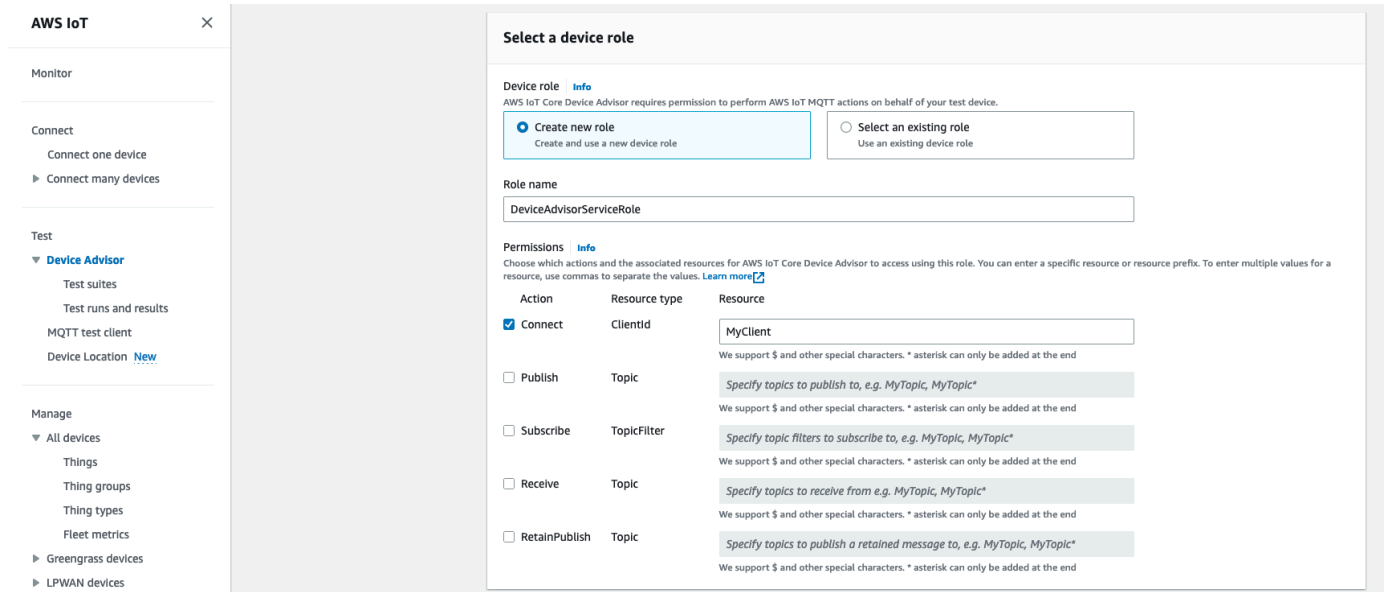 AWS IoT
Monitor
Connect
Connect one device
Connect many devices
Test
Device Advisor
Test suites
Test runs and results
MQTT test client
Device Location New
Manage
All devices
Things
Thing groups
Thing types
Fleet metrics
Greengrass devices
LPWAN devices
Select a device role
Device role Info
AWS IoT Core Device Advisor requires permission to perform AWS IoT MQTT actions on behalf of your test device.
Create new role
Create and use a new device role
Select an existing role
Use an existing device role
Role name
DeviceAdvisorServiceRole
Permissions Info
Choose which actions and the associated resources for AWS IoT Core Device Advisor to access using this role. You can enter a specific resource or resource prefix. To enter multiple values for a
resource, use commas to separate the values. Learn more
Action Resource type Resource
Connect ClientId MyClient
We support $ and other special characters. * asterisk can only be added at the end
Publish Topic Specify topics to publish to, e.g. MyTopic, MyTopic*
We support $ and other special characters. * asterisk can only be added at the end
Subscribe TopicFilter Specify topic filters to subscribe to, e.g. MyTopic, MyTopic*
We support $ and other special characters. * asterisk can only be added at the end
Receive Topic Specify topics to receive from e.g. MyTopic, MyTopic*
We support $ and other special characters. * asterisk can only be added at the end
RetainPublish Topic Specify topics to publish a retained message to, e.g. MyTopic, MyTopic*
We support $ and other special characters. * asterisk can only be added at the end